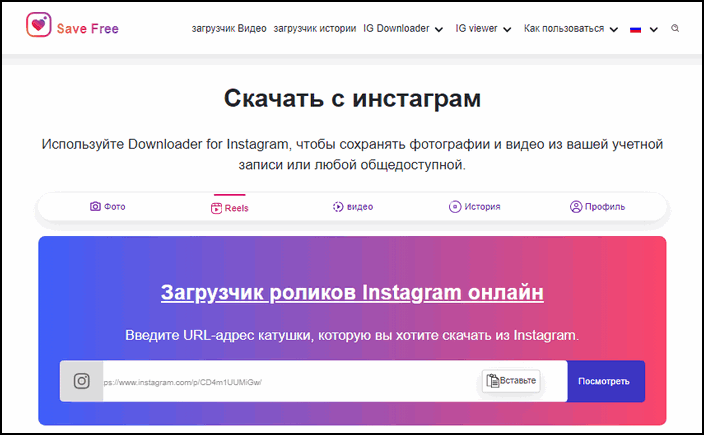 Save Free
загрузчик Видео загрузчик истории IG Downloader IG viewer Как пользоваться
Скачать с инстаграм
Используйте Downloader for Instagram, чтобы сохранять фотографии и видео из вашей учетной
записи или любой общедоступной.
Фото Reels видео История Профиль
Загрузчик роликов Instagram онлайн
Введите URL-адрес катушки, которую вы хотите скачать из Instagram.
ps://www.instagram.com/p/CD4m1UUMiGw/ Вставьте Посмотреть